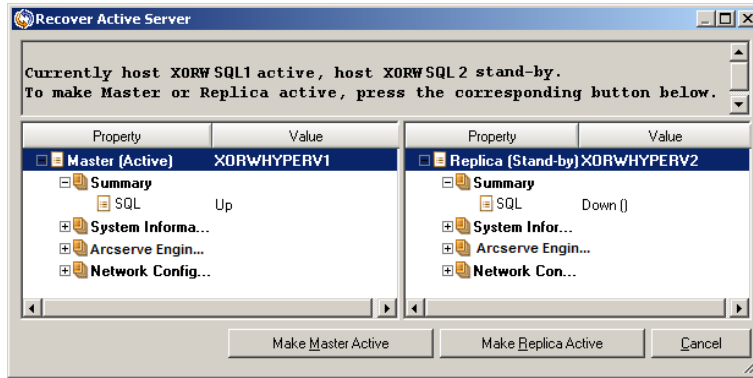 Recover Active Server
Currently host XORWSQL1 active, host XORWSQL2 stand-by.
To make Master or Replica active, press the corresponding button below.
Property Value Property Value
Master (Active) XORWHYPERV1 Replica (Stand-by) XORWHYPERV2
Summary Summary
SQL Up SQL Down ()
System Informa... System Infor...
Arcserve Engin... Arcserve Engin...
Network Config... Network Con...
Make Master Active Make Replica Active Cancel